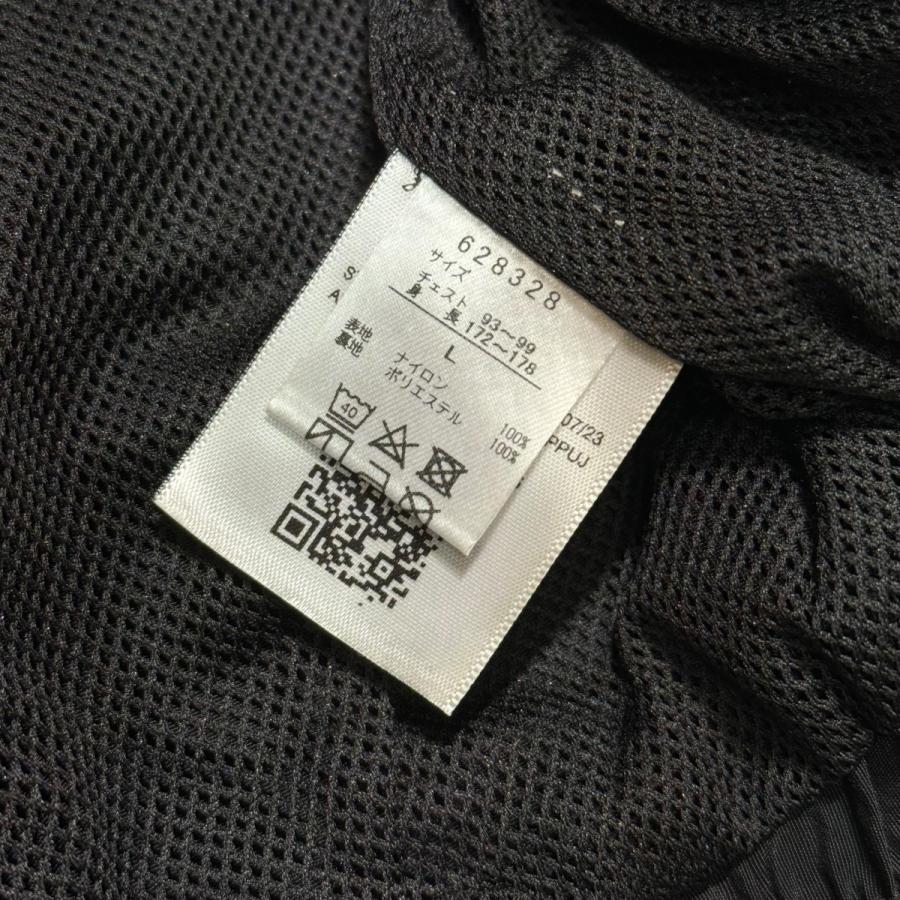 628328
サイズ
チェスト 93～99
身 長 172～178
L
表地 ナイロン 100%
裏地 ポリエステル 100%
40
S
A
07/23
PPUJ